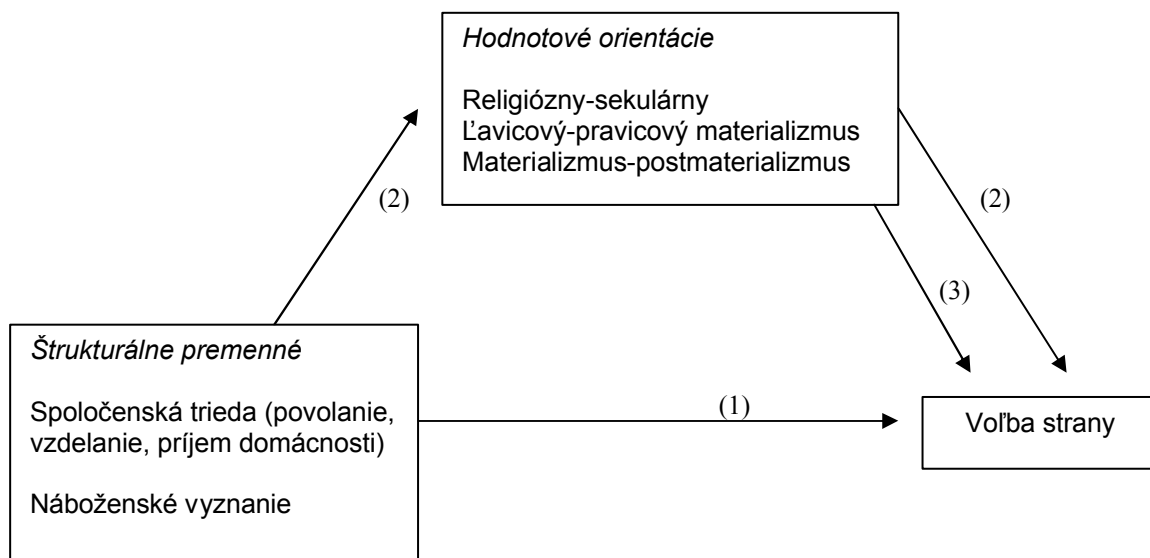 Hodnotové orientácie
Religiózny-sekulárny
Ľavicový-pravicový materializmus
Materializmus-postmaterializmus
(2)
(2)
(3)
Štrukturálne premenné
Spoločenská trieda (povolanie,
vzdelanie, príjem domácnosti)
Náboženské vyznanie
(1)
Voľba strany